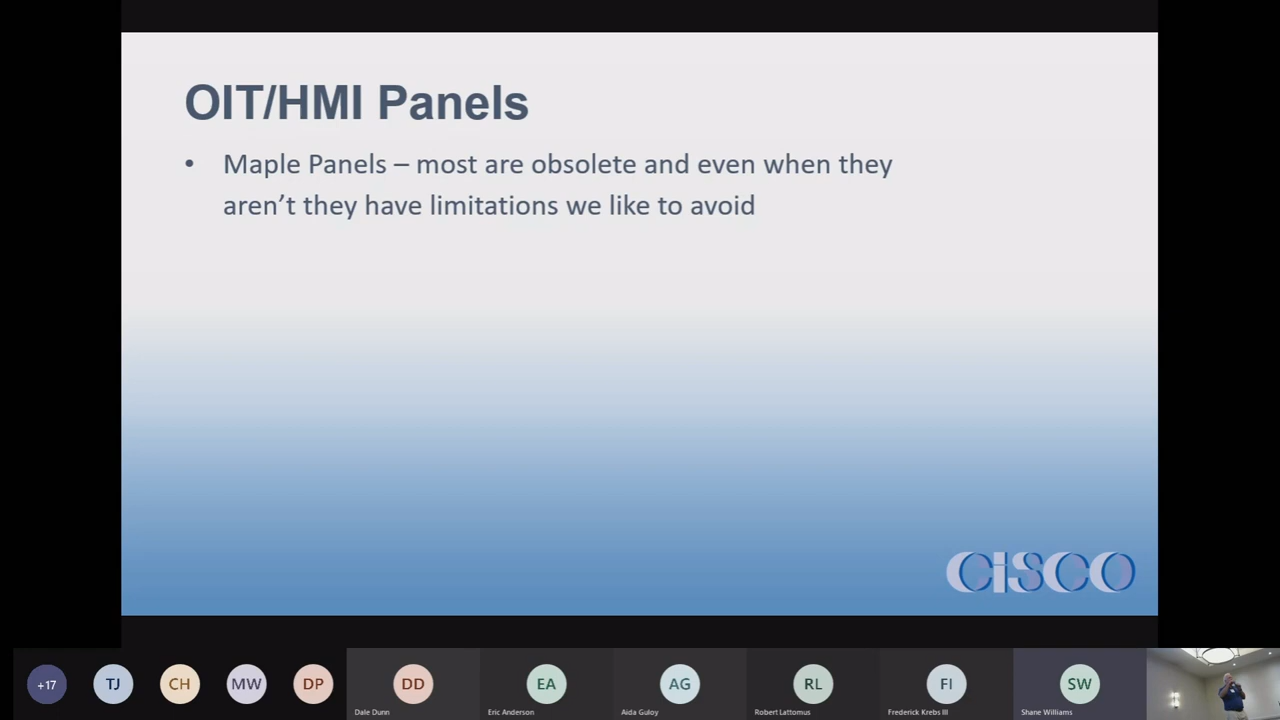 OIT/HMI Panels
• Maple Panels – most are obsolete and even when they
aren’t they have limitations we like to avoid
CISCO
+17
TJ
CH
MW
DP
DD
EA
AG
RL
FI
SW
Dale Dunn
Eric Anderson
Aida Guloy
Robert Lattomus
Frederick Krebs III
Shane Williams